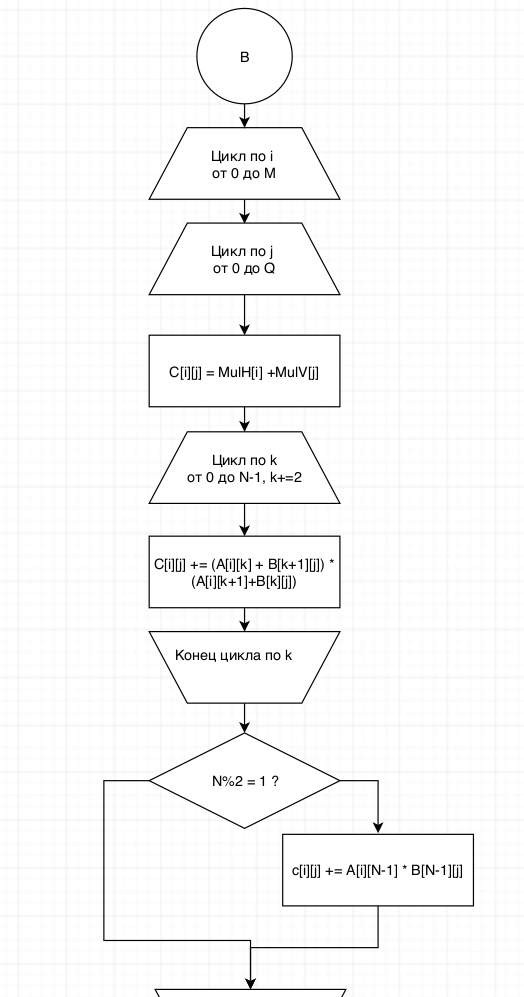 B
Цикл по i
от 0 до M
Цикл по j
от 0 до Q
C[i][j] = MulH[i] +MulV[j]
Цикл по k
от 0 до N-1, k+=2
C[i][j] += (A[i][k] + B[k+1][j]) *
(A[i][k+1]+B[k][j])
Конец цикла по k
N%2 = 1 ?
c[i][j] += A[i][N-1] * B[N-1][j]